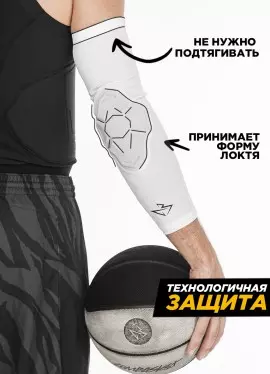 НЕ НУЖНО
ПОДТЯГИВАТЬ
ПРИНИМАЕТ
ФОРМУ
ЛОКТЯ
ТЕХНОЛОГИЧНАЯ
ЗАЩИТА